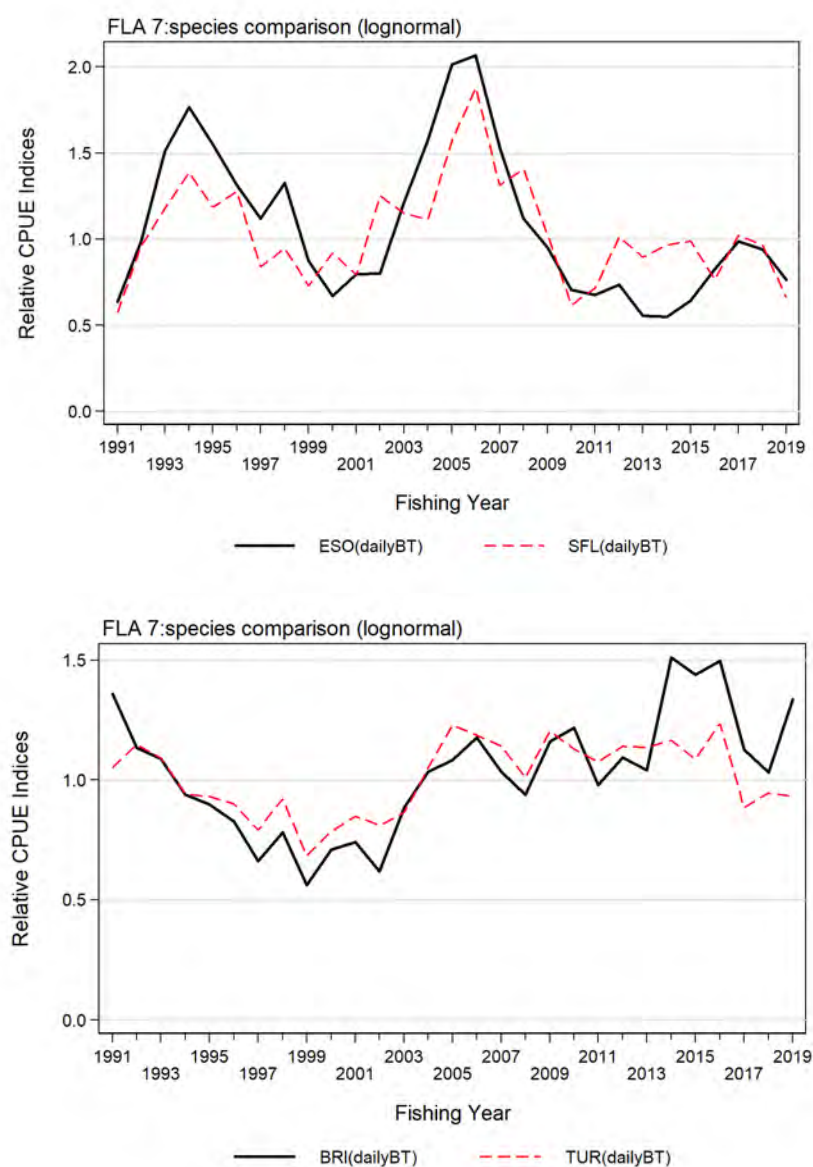 FLA 7:species comparison (lognormal)
2.0
1.5
1.0
0.5
0.0
Relative CPUE Indices
1991 1995 1999 2003 2007 2011 2015 2019
1993 1997 2001 2005 2009 2013 2017
Fishing Year
ESO(dailyBT) SFL(dailyBT)
FLA 7:species comparison (lognormal)
1.5
1.0
0.5
0.0
Relative CPUE Indices
1991 1995 1999 2003 2007 2011 2015 2019
1993 1997 2001 2005 2009 2013 2017
Fishing Year
BRI(dailyBT) TUR(dailyBT)